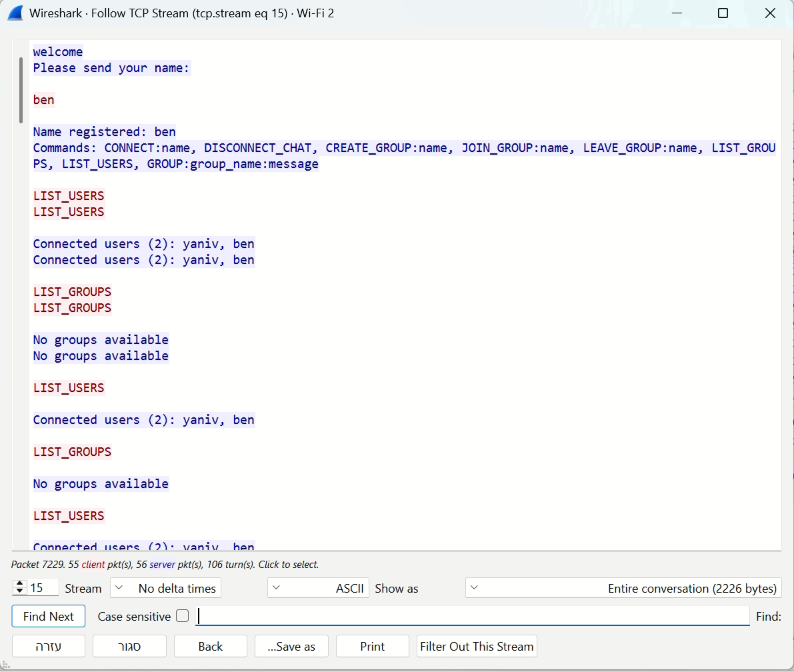 Wireshark · Follow TCP Stream (tcp.stream eq 15) · Wi-Fi 2
welcome
Please send your name:
ben
Name registered: ben
Commands: CONNECT:name, DISCONNECT_CHAT, CREATE_GROUP:name, JOIN_GROUP:name, LEAVE_GROUP:name, LIST_GROU
PS, LIST_USERS, GROUP:group_name:message
LIST_USERS
LIST_USERS
Connected users (2): yaniv, ben
Connected users (2): yaniv, ben
LIST_GROUPS
LIST_GROUPS
No groups available
No groups available
LIST_USERS
Connected users (2): yaniv, ben
LIST_GROUPS
No groups available
LIST_USERS
Connected users (2): yaniv, ben
Packet 7229. 55 client pkt(s), 56 server pkt(s), 106 turn(s). Click to select.
15 Stream No delta times ASCII Show as Entire conversation (2226 bytes)
Find Next Case sensitive Find:
עזרה סגור Back ...Save as Print Filter Out This Stream